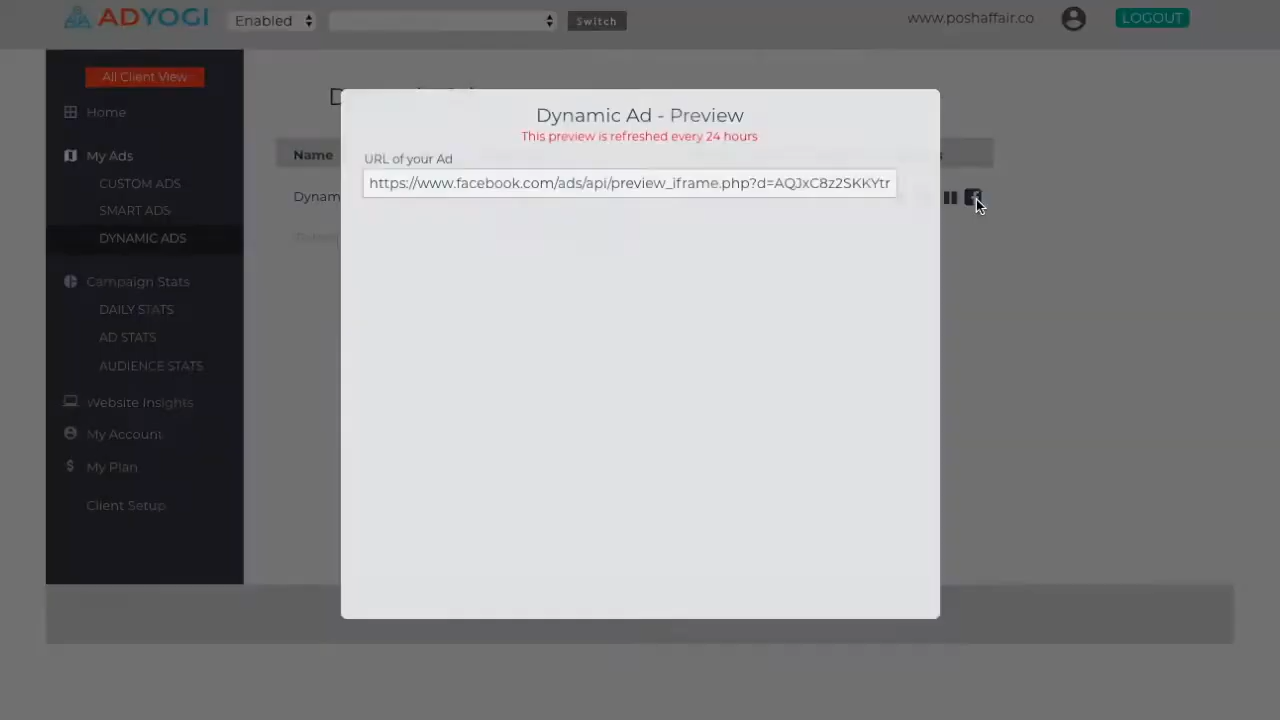 ADYOGI
Enabled
Switch
www.poshaffair.co
LOGOUT
All Client View
Home
My Ads
CUSTOM ADS
SMART ADS
DYNAMIC ADS
Campaign Stats
DAILY STATS
AD STATS
AUDIENCE STATS
Website Insights
My Account
My Plan
Client Setup
Name
Dynam
Dynamic Ad - Preview
This preview is refreshed every 24 hours
URL of your Ad
https://www.facebook.com/ads/api/preview_iframe.php?d=AQJxC8z2SKKYtr